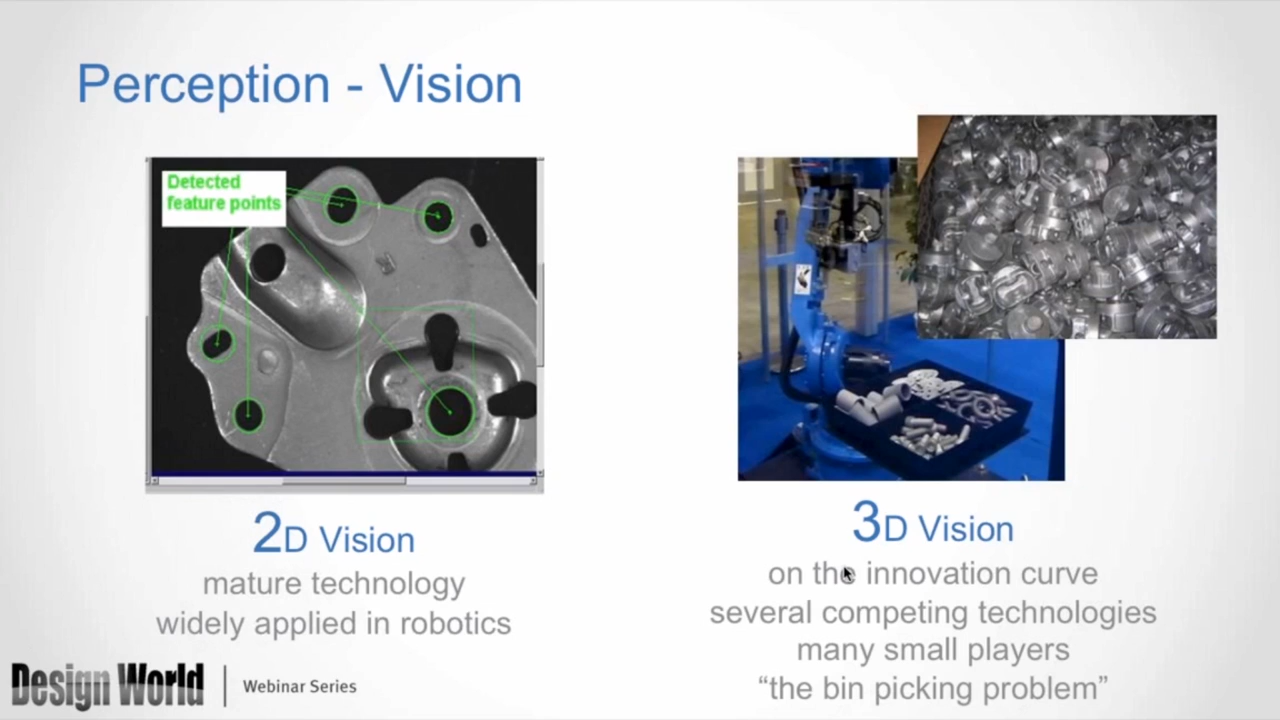 Perception - Vision
Detected
feature points
2D Vision
mature technology
widely applied in robotics
3D Vision
on the innovation curve
several competing technologies
many small players
“the bin picking problem”
Design World
Webinar Series